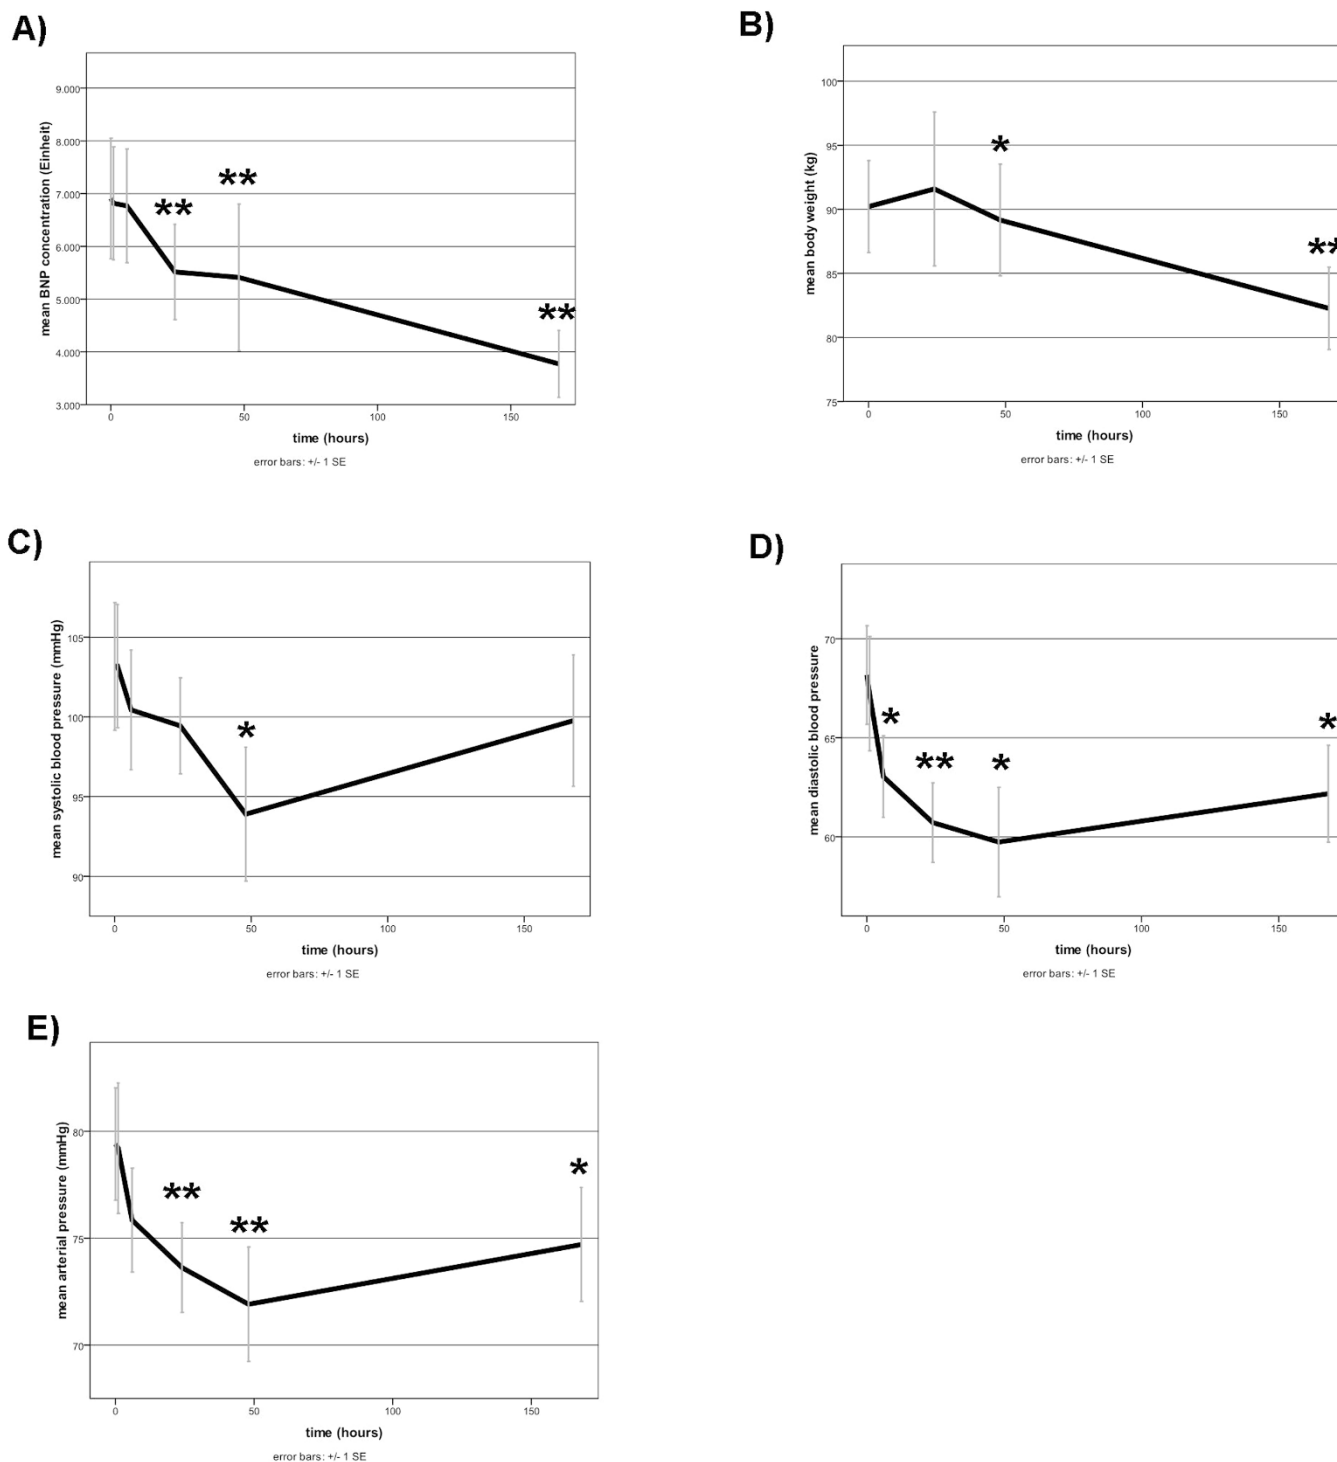 A)
mean BNP concentration (Einheit)
9.000
8.000
7.000
6.000
5.000
4.000
3.000
**
**
**
0 50 100 150
time (hours)
error bars: +/- 1 SE
B)
mean body weight (kg)
100
95
90
85
80
75
*
**
0 50 100 150
time (hours)
error bars: +/- 1 SE
C)
mean systolic blood pressure (mmHg)
105
100
95
90
*
0 50 100 150
time (hours)
error bars: +/- 1 SE
D)
mean diastolic blood pressure
70
65
60
*
**
*
*
0 50 100 150
time (hours)
error bars: +/- 1 SE
E)
mean arterial pressure (mmHg)
80
75
70
**
**
*
0 50 100 150
time (hours)
error bars: +/- 1 SE